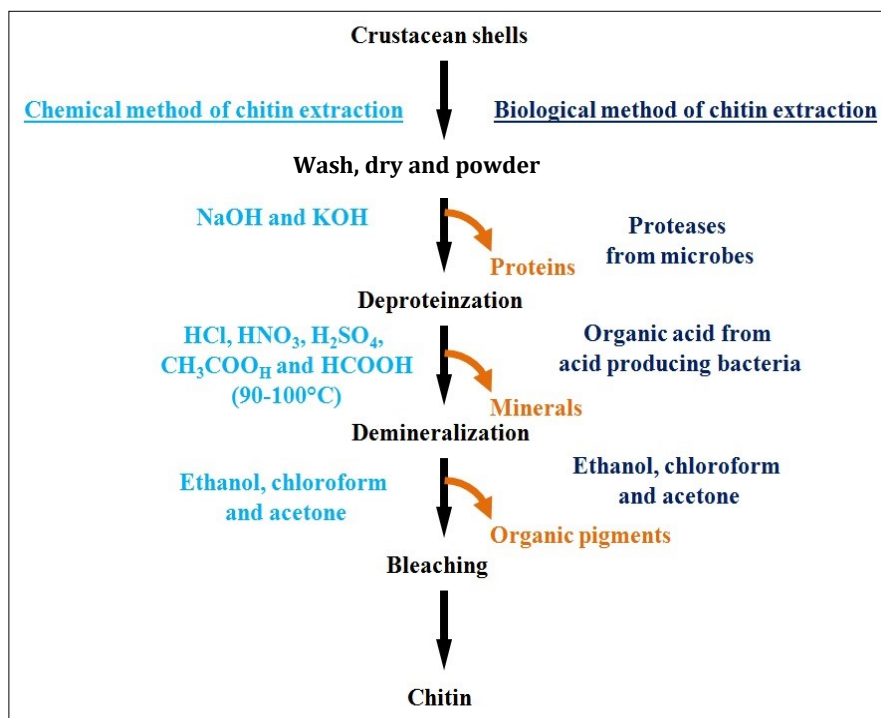 Crustacean shells
Chemical method of chitin extraction
Biological method of chitin extraction
Wash, dry and powder
NaOH and KOH
Proteases
from microbes
Proteins
Deproteinzation
HCl, HNO₃, H₂SO₄,
CH₃COO_H and HCOOH
(90-100°C)
Organic acid from
acid producing bacteria
Minerals
Demineralization
Ethanol, chloroform
and acetone
Ethanol, chloroform
and acetone
Organic pigments
Bleaching
Chitin